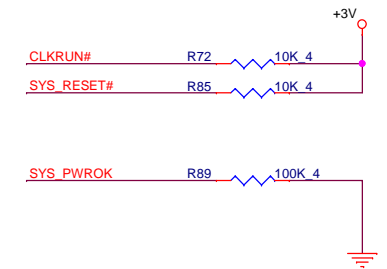 +3V
CLKRUN# R72 10K_4
SYS_RESET# R85 10K_4
SYS_PWROK R89 100K_4